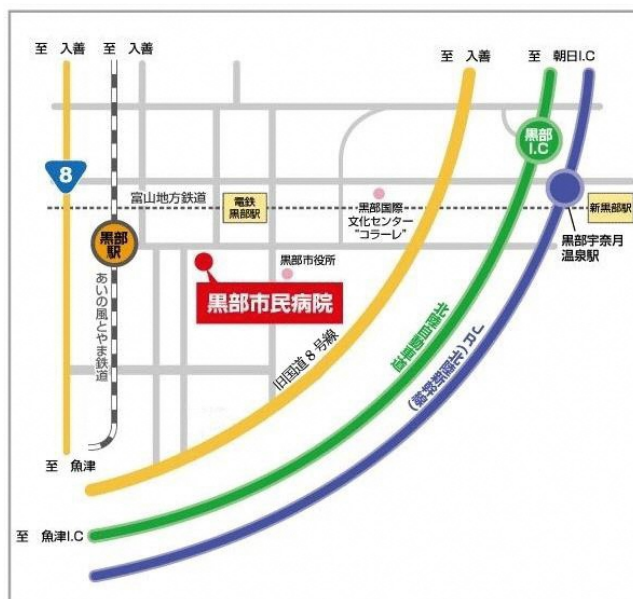 至 入善
至 入善
至 入善
至 朝日I.C
黒部
I.C
8
富山地方鉄道
電鉄
黒部駅
黒部国際
文化センター
"コラーレ"
新黒部駅
黒部
駅
黒部宇奈月
温泉駅
黒部市役所
黒部市民病院
あいの風とやま鉄道
旧国道8号線
北陸自動車道
JR(北陸新幹線)
至 魚津
至 魚津I.C